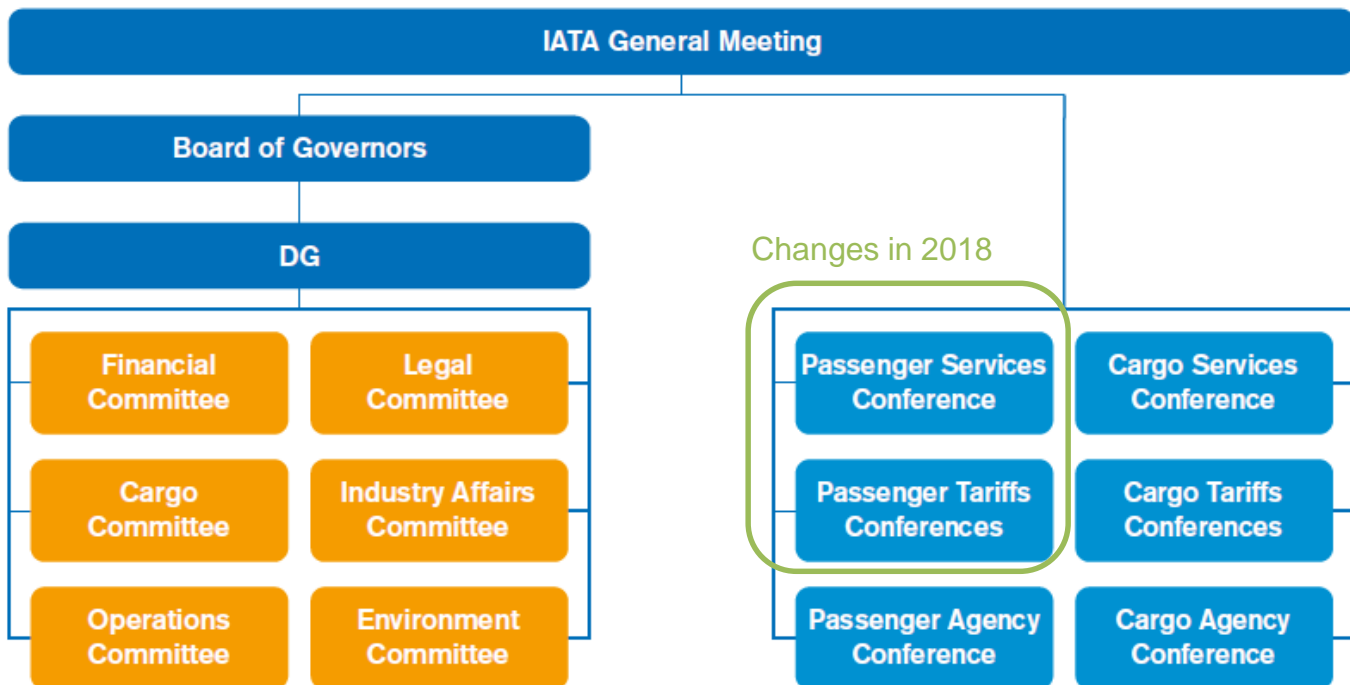 IATA General Meeting
Board of Governors
DG
Changes in 2018
Financial
Committee
Legal
Committee
Passenger Services
Conference
Cargo Services
Conference
Cargo
Committee
Industry Affairs
Committee
Passenger Tariffs
Conferences
Cargo Tariffs
Conferences
Operations
Committee
Environment
Committee
Passenger Agency
Conference
Cargo Agency
Conference